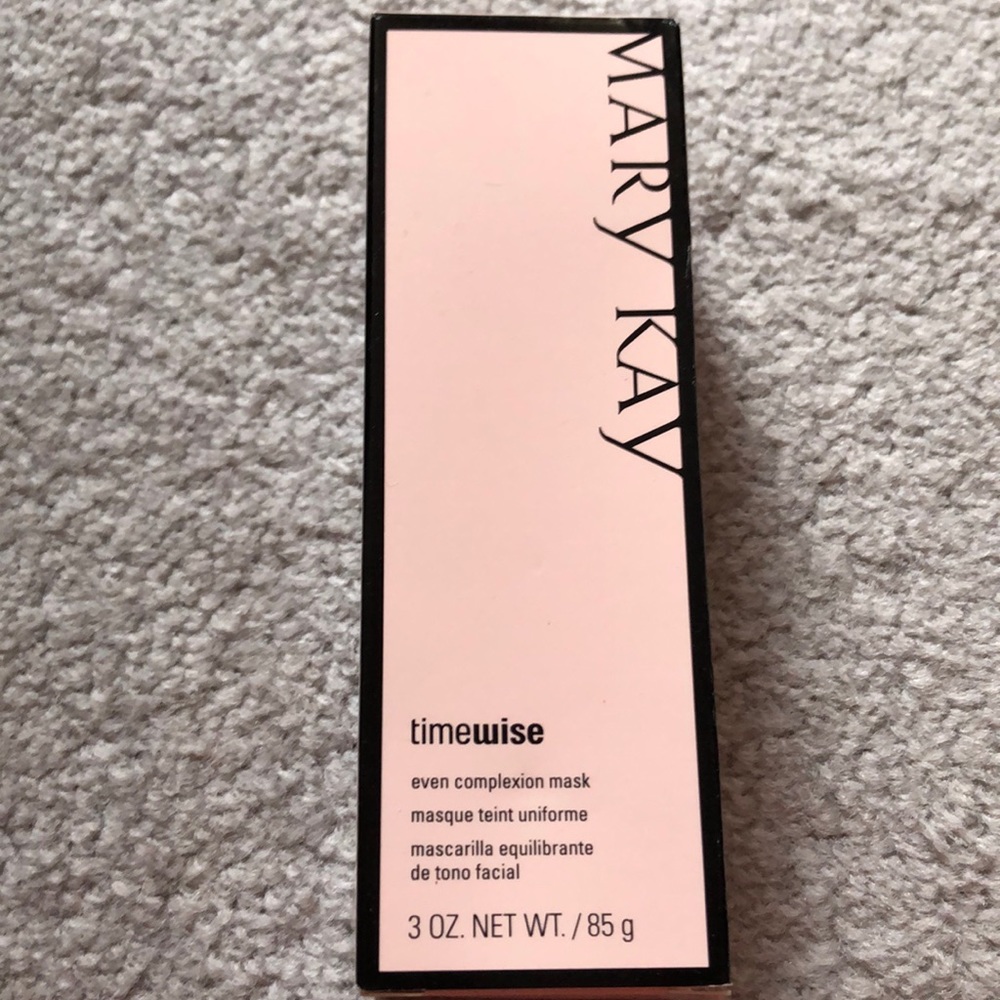 MARY KAY
timewise
even complexion mask
masque teint uniforme
mascarilla equilibrante
de tono facial
3 OZ. NET WT. / 85 g